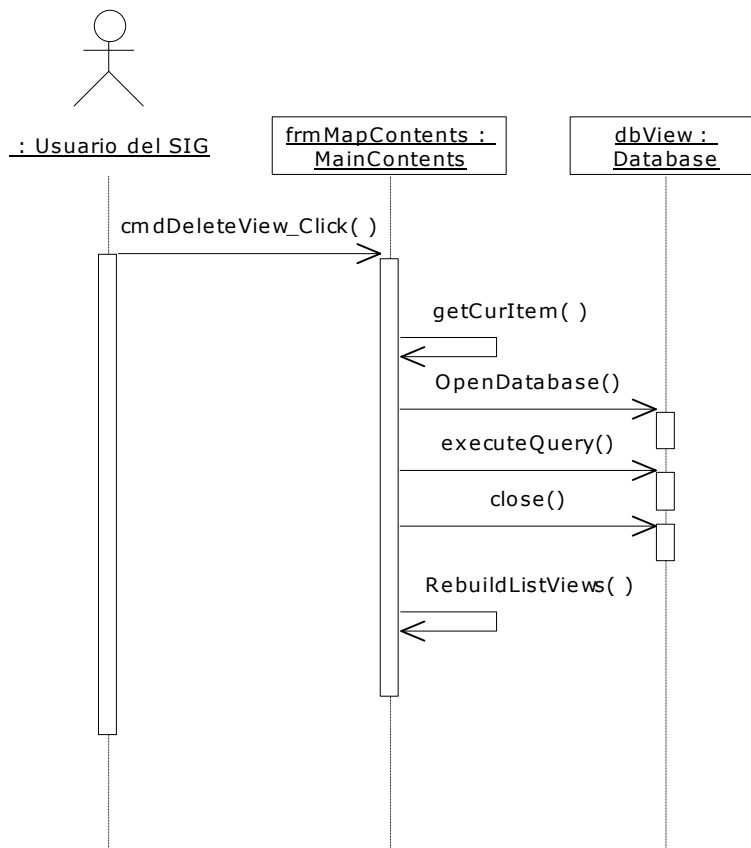 : Usuario del SIG
frmMapContents :
MainContents
dbView :
Database
cmdDeleteView_Click( )
getCurItem( )
OpenDatabase()
executeQuery()
close()
RebuildListViews( )